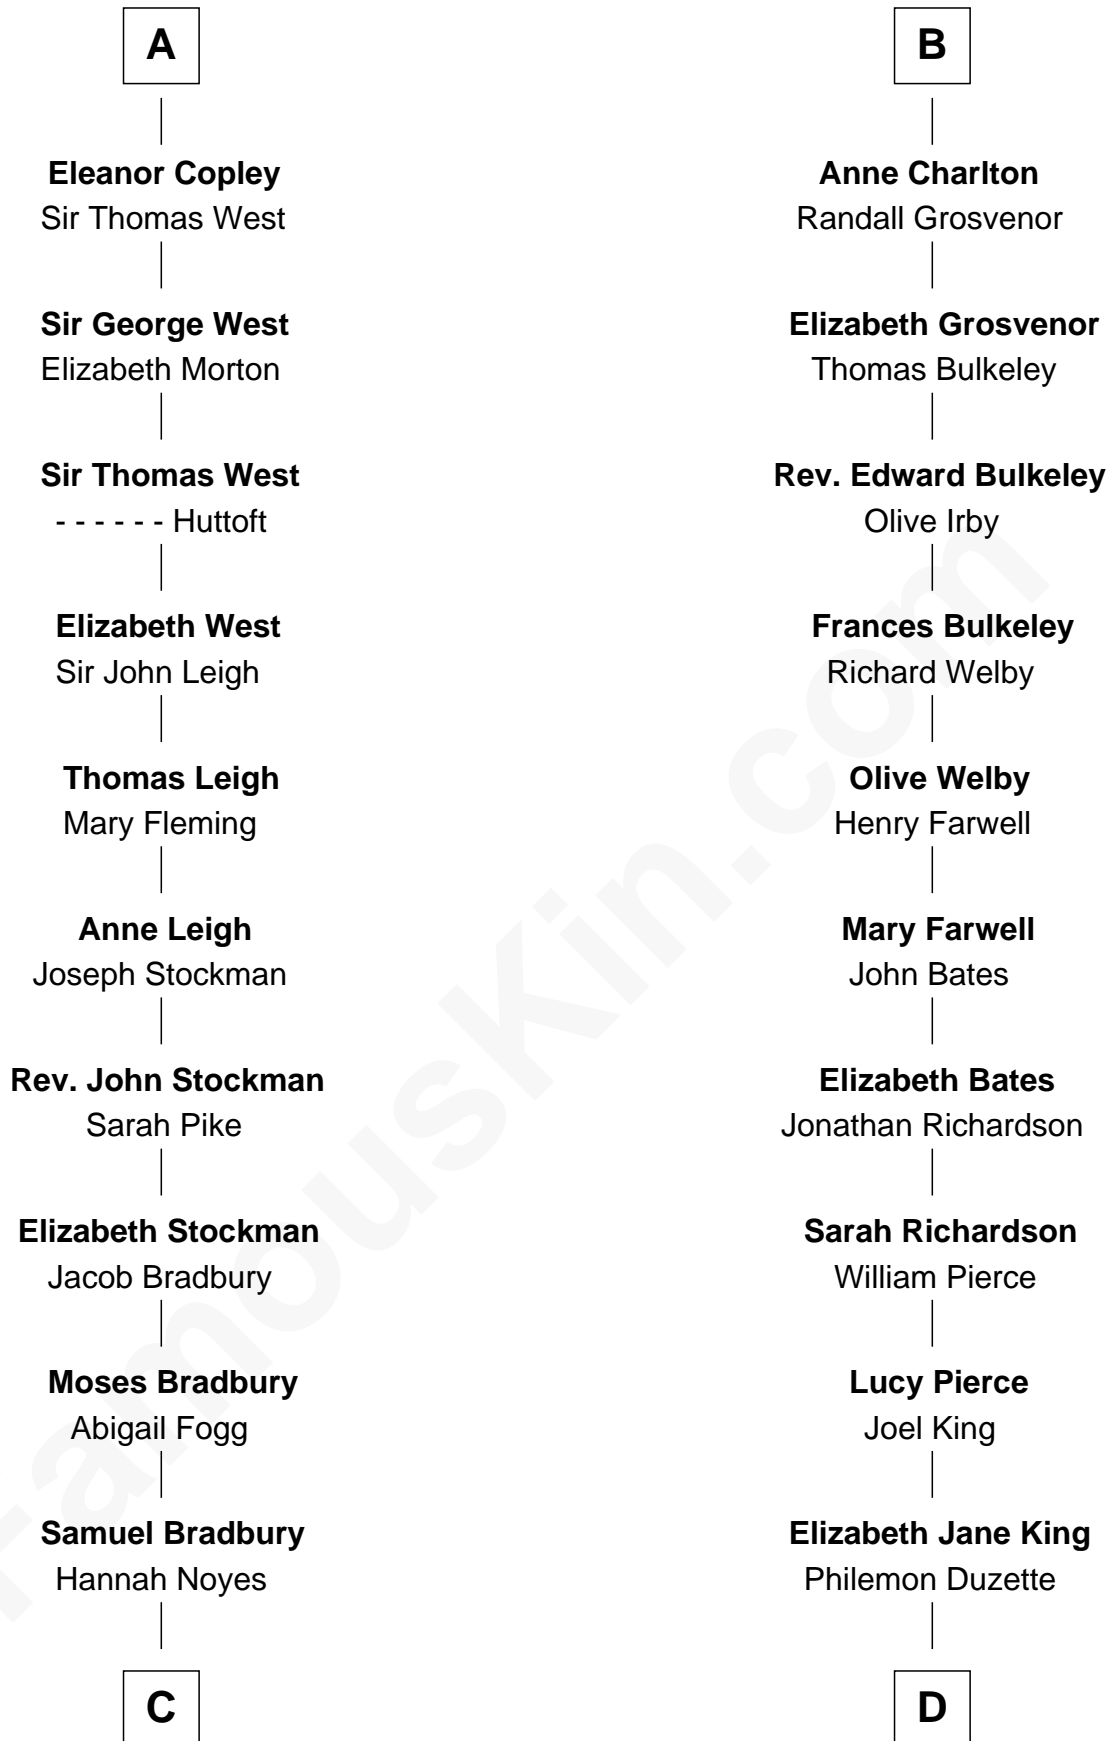 A
Eleanor Copley
Sir Thomas West
Sir George West
Elizabeth Morton
Sir Thomas West
- - - - - - Huttoft
Elizabeth West
Sir John Leigh
Thomas Leigh
Mary Fleming
Anne Leigh
Joseph Stockman
Rev. John Stockman
Sarah Pike
Elizabeth Stockman
Jacob Bradbury
Moses Bradbury
Abigail Fogg
Samuel Bradbury
Hannah Noyes
C
B
Anne Charlton
Randall Grosvenor
Elizabeth Grosvenor
Thomas Bulkeley
Rev. Edward Bulkeley
Olive Irby
Frances Bulkeley
Richard Welby
Olive Welby
Henry Farwell
Mary Farwell
John Bates
Elizabeth Bates
Jonathan Richardson
Sarah Richardson
William Pierce
Lucy Pierce
Joel King
Elizabeth Jane King
Philemon Duzette
D
FamousKin.com